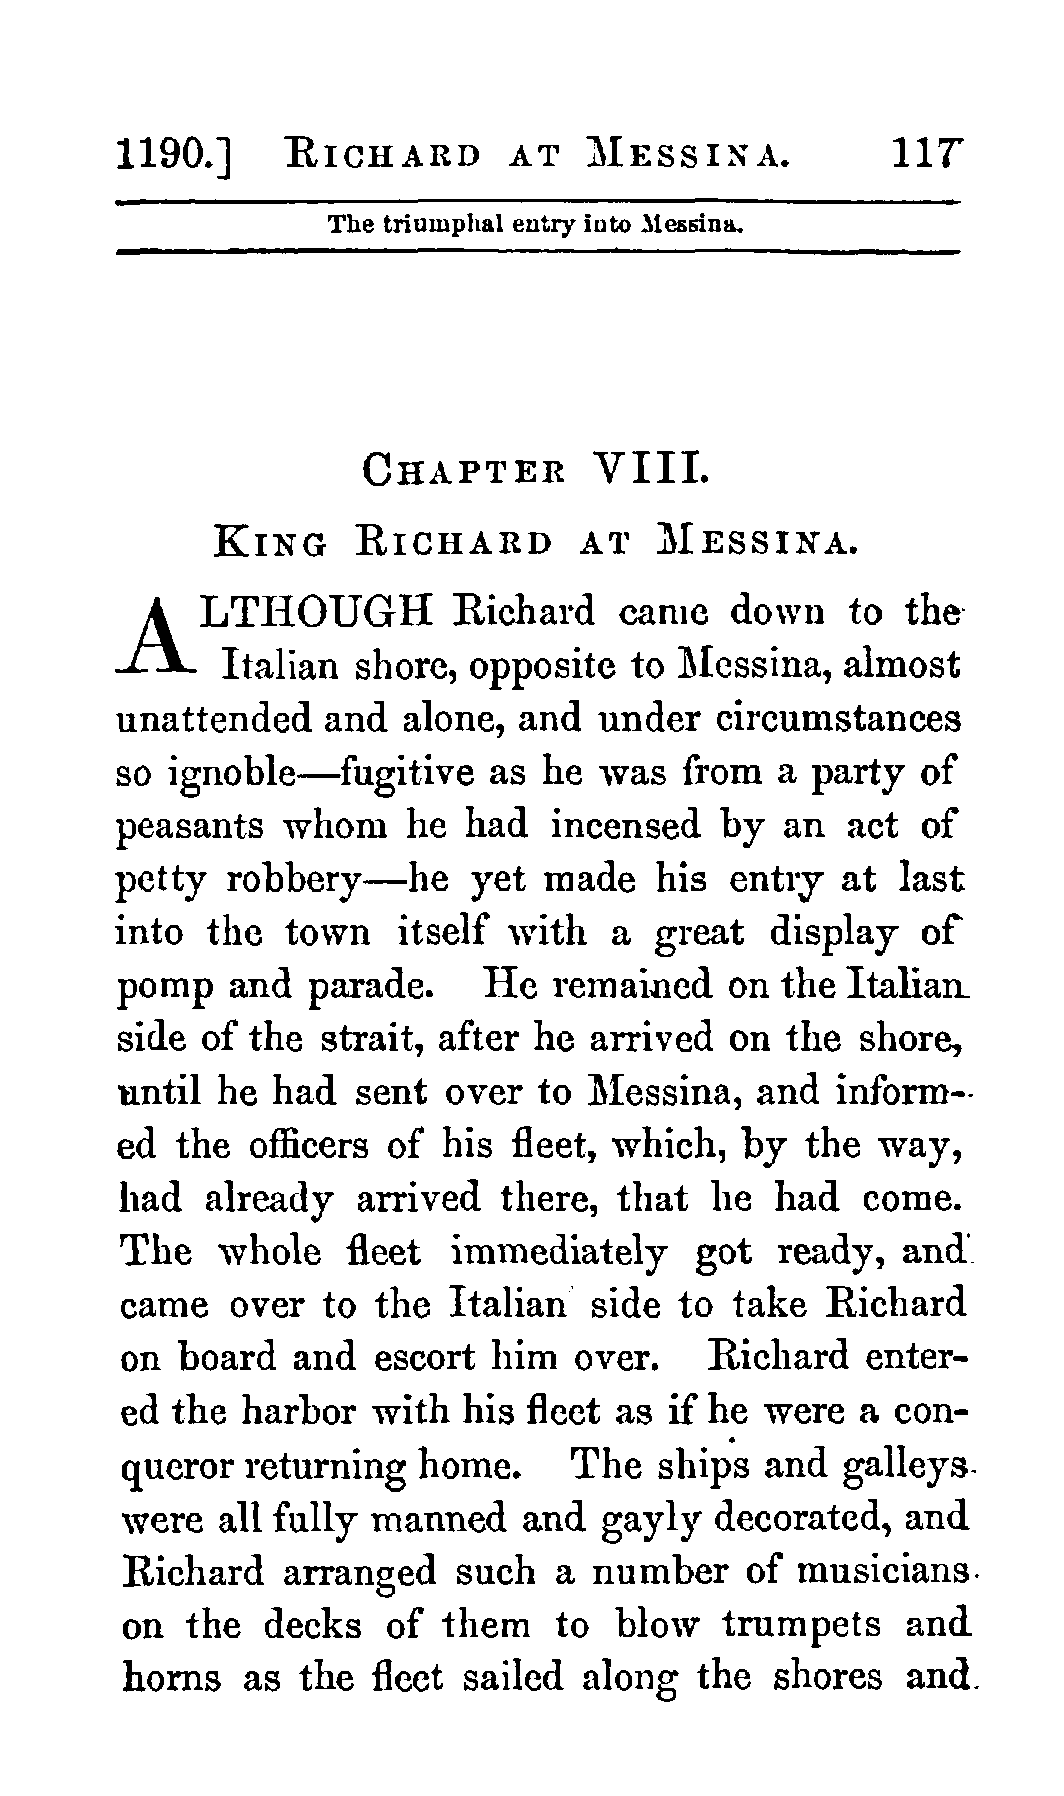 1190.] RICHARD AT MESSINA. 117
The triumphal entry into Messina.
CHAPTER VIII.
KING RICHARD AT MESSINA.
ALTHOUGH Richard came down to the
Italian shore, opposite to Messina, almost
unattended and alone, and under circumstances
so ignoble—fugitive as he was from a party of
peasants whom he had incensed by an act of
petty robbery—he yet made his entry at last
into the town itself with a great display of
pomp and parade. He remained on the Italian
side of the strait, after he arrived on the shore,
until he had sent over to Messina, and inform-
ed the officers of his fleet, which, by the way,
had already arrived there, that he had come.
The whole fleet immediately got ready, and
came over to the Italian side to take Richard
on board and escort him over. Richard enter-
ed the harbor with his fleet as if he were a con-
queror returning home. The ships and galleys
were all fully manned and gayly decorated, and
Richard arranged such a number of musicians
on the decks of them to blow trumpets and
horns as the fleet sailed along the shores and